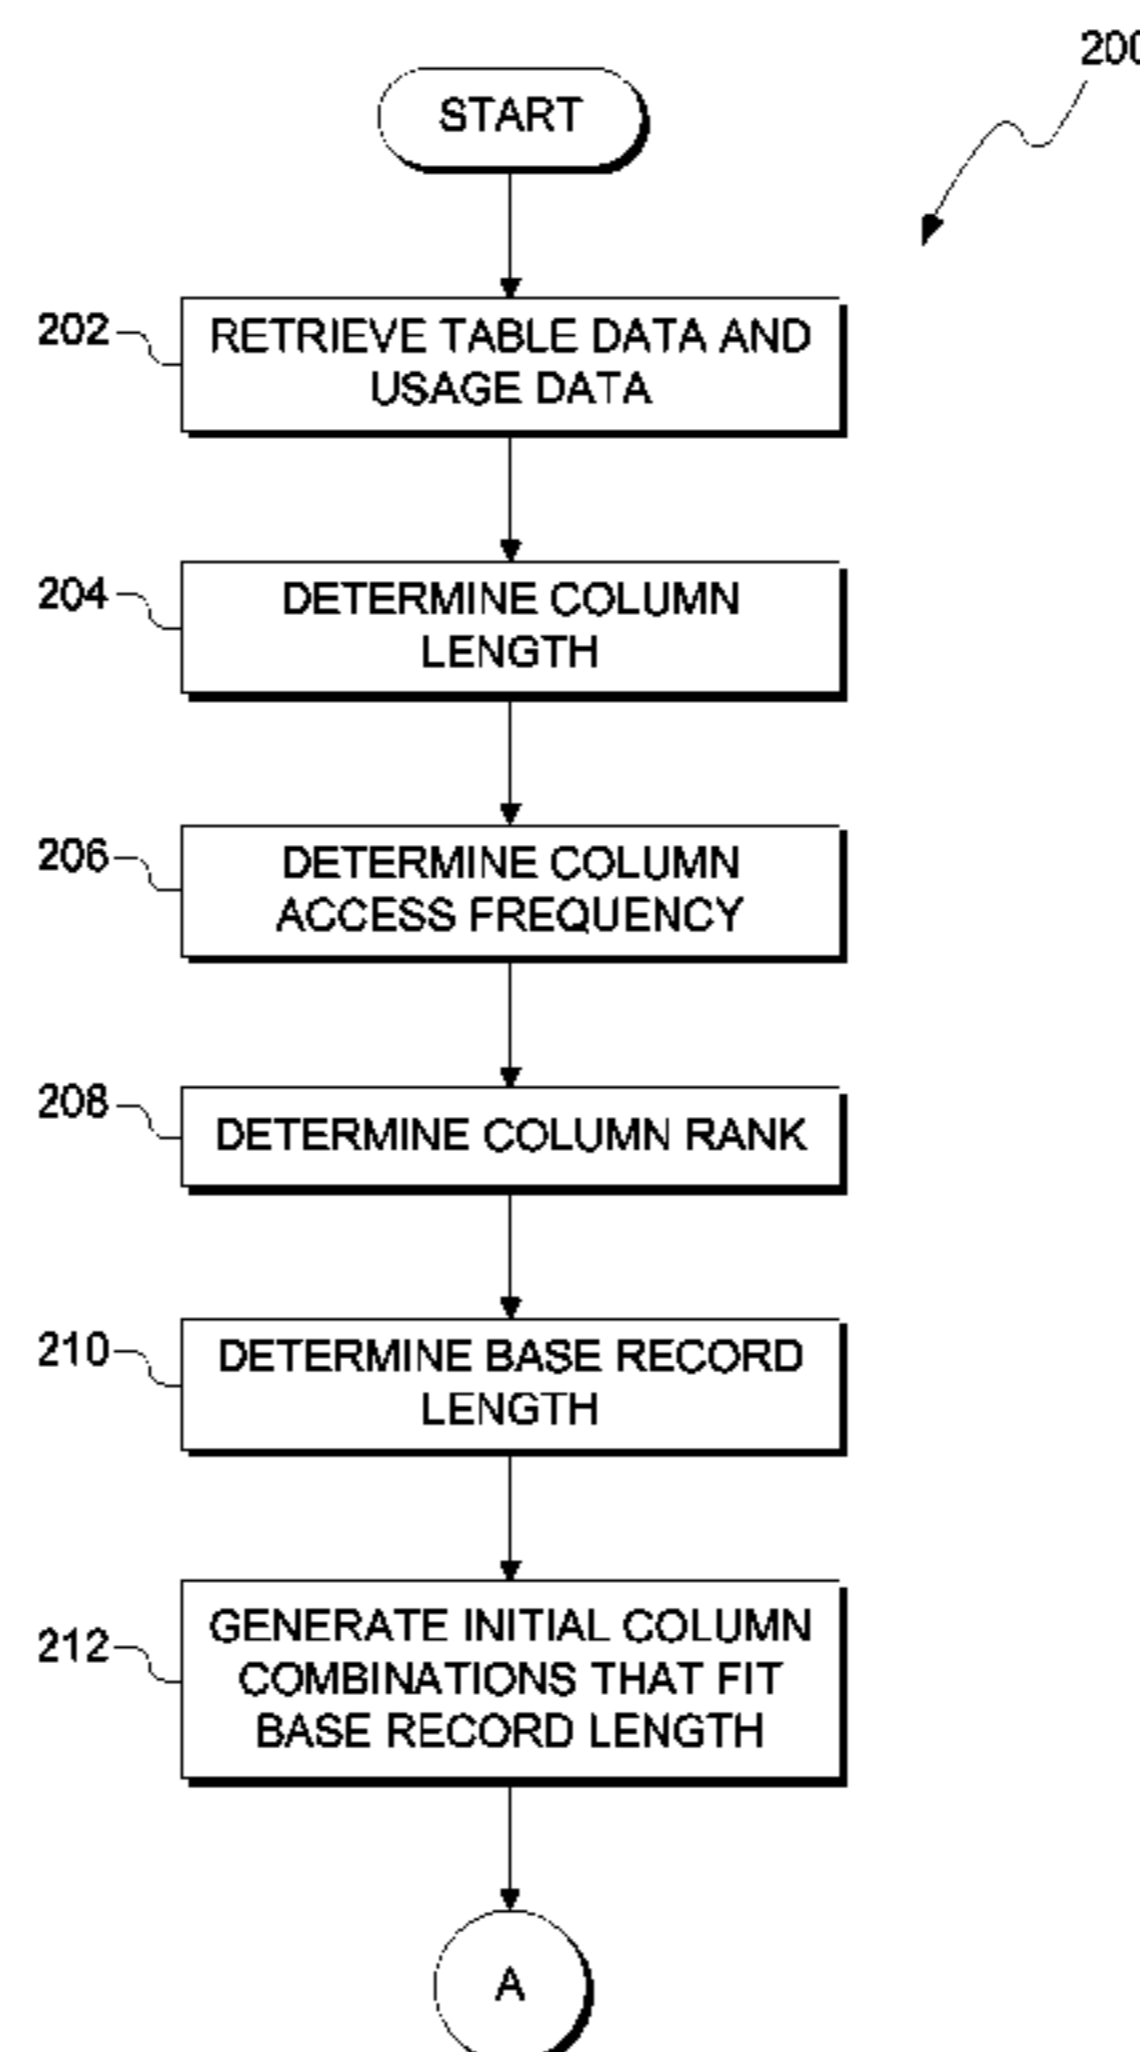 200
START
202
RETRIEVE TABLE DATA AND
USAGE DATA
204
DETERMINE COLUMN
LENGTH
206
DETERMINE COLUMN
ACCESS FREQUENCY
208
DETERMINE COLUMN RANK
210
DETERMINE BASE RECORD
LENGTH
212
GENERATE INITIAL COLUMN
COMBINATIONS THAT FIT
BASE RECORD LENGTH
A